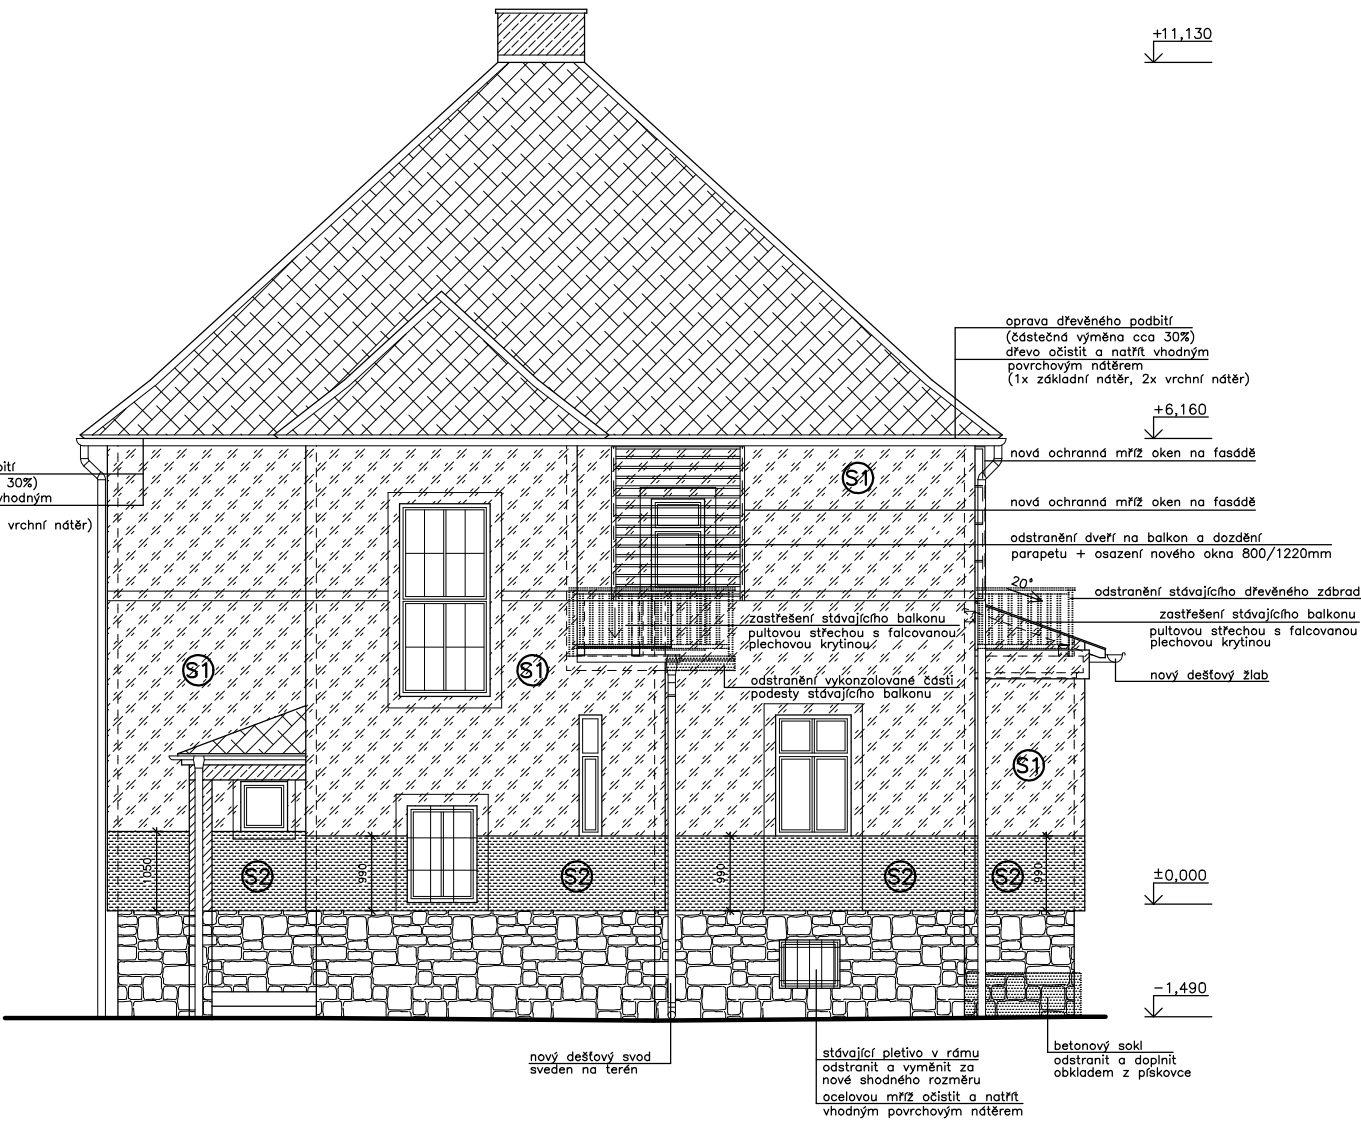 +11,130
oprava dřevěného podbití
(částečná výměna cca 30%)
dřevo očistit a natřít vhodným
povrchovým nátěrem
(1x základní nátěr, 2x vrchní nátěr)
+6,160
nová ochranná mříž oken na fasádě
bití
30%)
vhodným
vrchní nátěr)
S1
nová ochranná mříž oken na fasádě
odstranění dveří na balkon a dozdění
parapetu + osazení nového okna 800/1220mm
20°
odstranění stávajícího dřevěného zábrad
zastřešení stávajícího balkonu
pultovou střechou s falcovanou
plechovou krytinou
zastřešení stávajícího balkonu
pultovou střechou s falcovanou
plechovou krytinou
S1
S1
odstranění vykonzolované části
podesty stávajícího balkonu
nový dešťový žlab
S1
1050
S2
990
S2
990
S2
S2
990
±0,000
-1,490
nový dešťový svod
sveden na terén
stávající pletivo v rámu
odstranit a vyměnit za
nové shodného rozměru
ocelovou mříž očistit a natřít
vhodným povrchovým nátěrem
betonový sokl
odstranit a doplnit
obkladem z pískovce